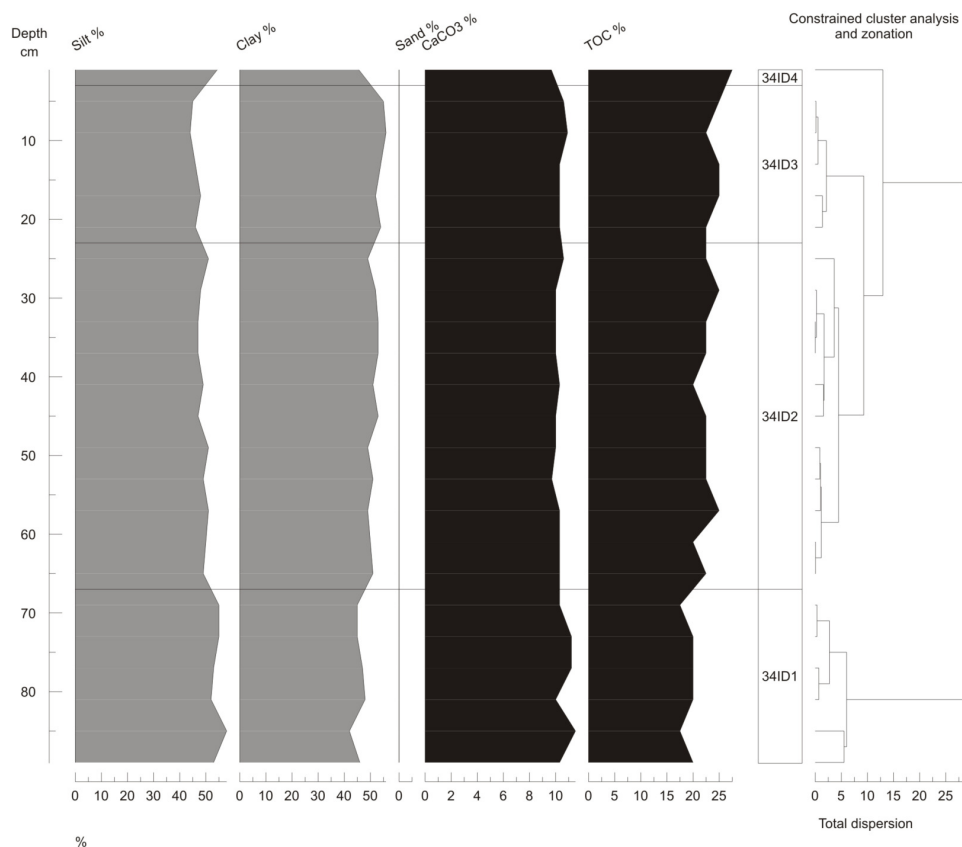 Constrained cluster analysis
and zonation
Depth
cm
Silt %
Clay %
Sand %
CaCO3 %
TOC %
34ID4
10
34ID3
20
30
40
34ID2
50
60
70
34ID1
80
0 10 20 30 40 50
0 10 20 30 40 50
0
0 2 4 6 8 10
0 5 10 15 20 25
0 5 10 15 20 25
Total dispersion
%